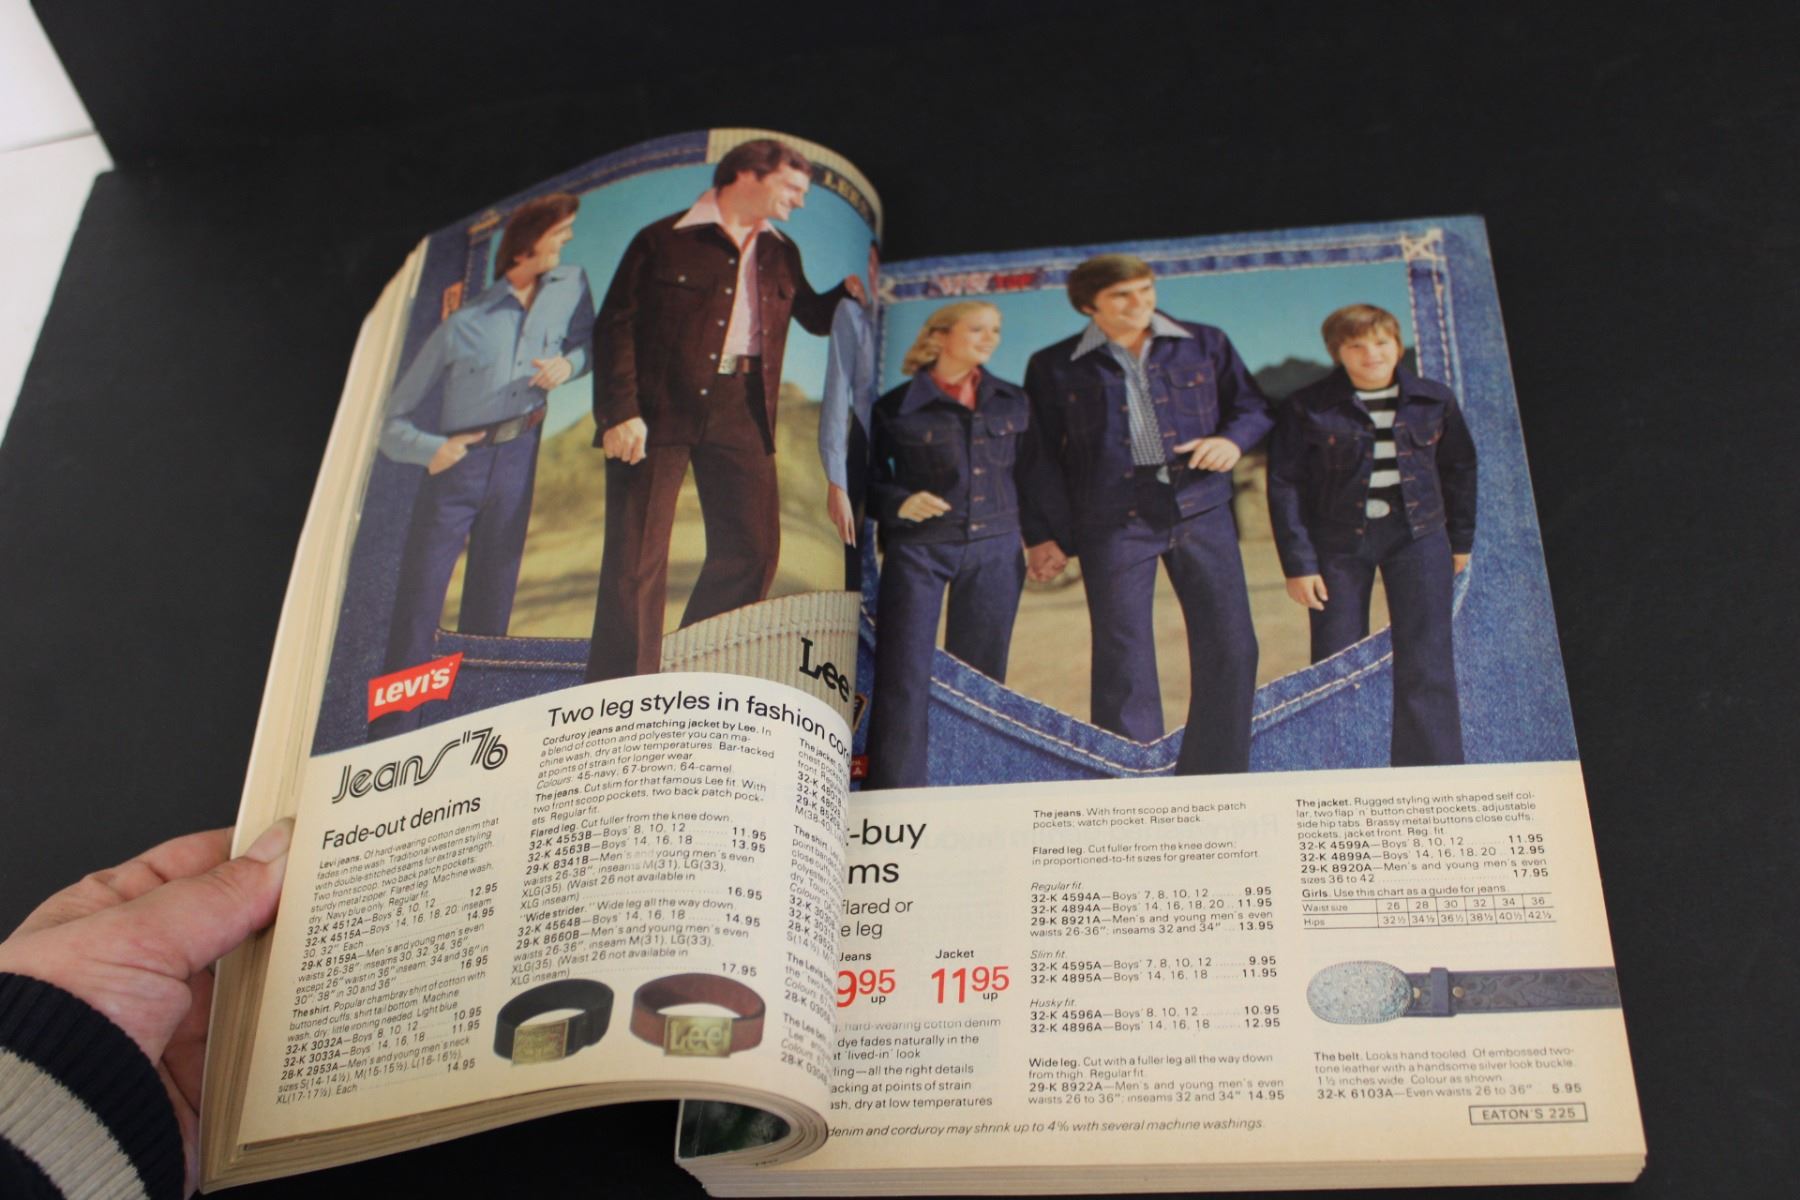 LEE
Levi's
Lee
Jeans '76
Fade-out denims
Levi jeans. Of hard-wearing cotton denim that
fades in the wash. Traditional western styling
with double-stitched seams for extra strength.
Two front scoop, two back patch pockets;
sturdy metal zipper. Flared leg. Machine wash,
dry. Navy blue only. Regular fit.
32-K 4512A—Boys' 8, 10, 12 12.95
32-K 4515A—Boys' 14, 16, 18, 20; inseam
30, 32". Each 14.95
29-K 8159A—Men's and young men's even
waists 26-38"; inseams 30, 32, 34, 36"
except 26" waist in 36" inseam; 34 and 36" in
30"; 38" in 30 and 36" 16.95
The shirt. Popular chambray shirt of cotton with
buttoned cuffs, shirt tail bottom. Machine
wash, dry; little ironing needed. Light blue.
32-K 3032A—Boys' 8, 10, 12 10.95
32-K 3033A—Boys' 14, 16, 18 11.95
28-K 2953A—Men's and young men's neck
sizes S(14-14½), M(15-15½), L(16-16½),
XL(17-17½). Each 14.95
Two leg styles in fashion
Corduroy jeans and matching jacket by Lee. In
a blend of cotton and polyester you can ma-
chine wash, dry at low temperatures. Bar-tacked
at points of strain for longer wear.
Colours: 45-navy, 67-brown, 64-camel.
The jeans. Cut slim for that famous Lee fit. With
two front scoop pockets, two back patch pock-
ets. Regular fit.
Flared leg. Cut fuller from the knee down.
32-K 4553B—Boys' 8, 10, 12 11.95
32-K 4563B—Boys' 14, 16, 18 13.95
29-K 8341B—Men's and young men's even
waists 26-38", inseams M(31), LG(33),
XLG(35). (Waist 26 not available in
XLG inseam) 16.95
"Wide strider." Wide leg all the way down.
32-K 4564B—Boys' 14, 16, 18 14.95
29-K 8660B—Men's and young men's even
waists 26-36", inseam M(31), LG(33),
XLG(35). (Waist 26 not available in
XLG inseam) 17.95
Lee
The jacket.
The shirt.
-buy
ms
flared or
e leg
Jeans
9.95 up
Jacket
11.95 up
hard-wearing cotton denim
dye fades naturally in the
'lived-in' look
ing—all the right details
acking at points of strain
ash, dry at low temperatures
denim and corduroy may shrink up to 4% with several machine washings.
The jeans. With front scoop and back patch
pockets; watch pocket. Riser back.
Flared leg. Cut fuller from the knee down;
in proportioned-to-fit sizes for greater comfort
Regular fit.
32-K 4594A—Boys' 7, 8, 10, 12 9.95
32-K 4894A—Boys' 14, 16, 18, 20 11.95
29-K 8921A—Men's and young men's even
waists 26-36"; inseams 32 and 34" 13.95
Slim fit.
32-K 4595A—Boys' 7, 8, 10, 12 9.95
32-K 4895A—Boys' 14, 16, 18 11.95
Husky fit.
32-K 4596A—Boys' 8, 10, 12 10.95
32-K 4896A—Boys' 14, 16, 18 12.95
Wide leg. Cut with a fuller leg all the way down
from thigh. Regular fit.
29-K 8922A—Men's and young men's even
waists 26 to 36"; inseams 32 and 34" 14.95
The jacket. Rugged styling with shaped self col-
lar, two flap 'n' button chest pockets, adjustable
side hip tabs. Brassy metal buttons close cuffs,
pockets, jacket front. Reg. fit
32-K 4599A—Boys' 8, 10, 12 11.95
32-K 4899A—Boys' 14, 16, 18, 20 12.95
29-K 8920A—Men's and young men's even
sizes 36 to 42 17.95
Girls. Use this chart as a guide for jeans.
Waist size 26 28 30 32 34 36
Hips 32½ 34½ 36½ 38½ 40½ 42½
The belt. Looks hand tooled. Of embossed two-
tone leather with a handsome silver look buckle.
1½ inches wide. Colour as shown
32-K 6103A—Even waists 26 to 36" 5.95
EATON'S 225